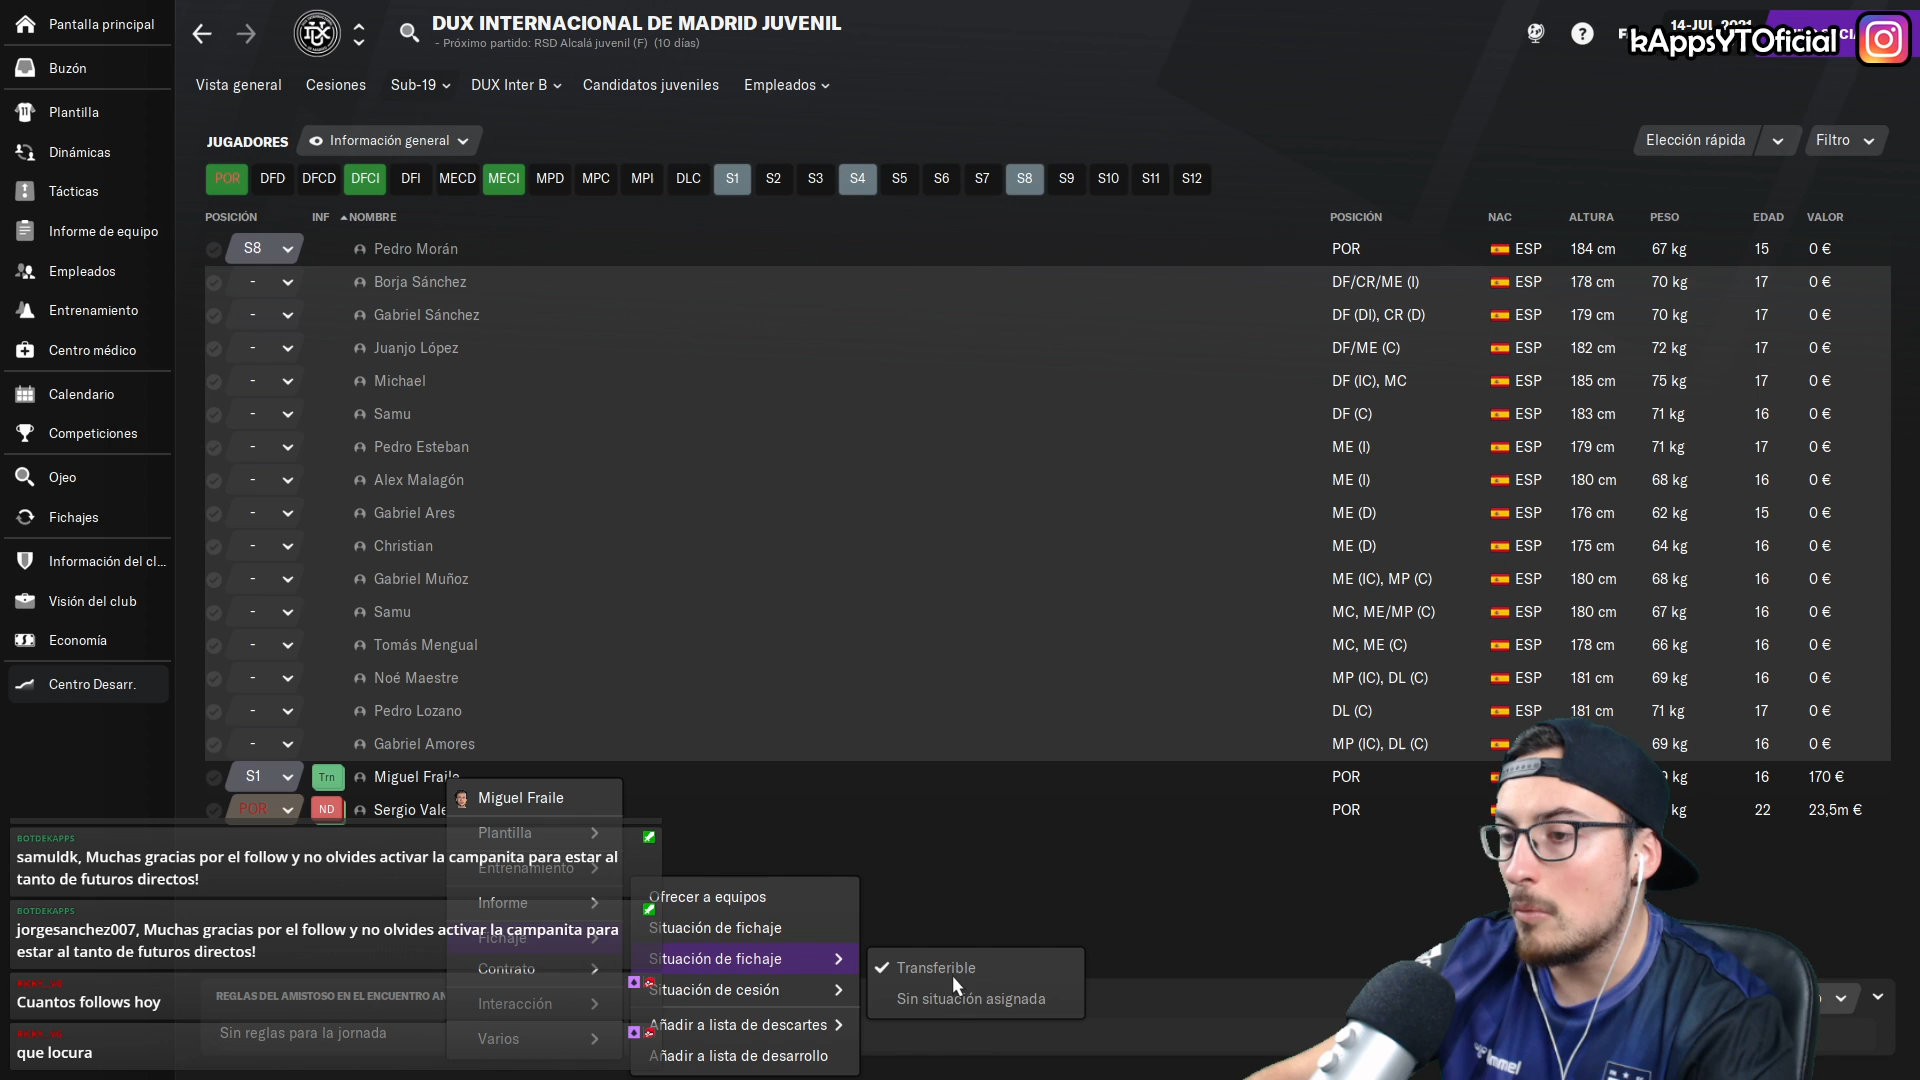 Pantalla principal
Buzón
Plantilla
Dinámicas
Tácticas
Informe de equipo
Empleados
Entrenamiento
Centro médico
Calendario
Competiciones
Ojeo
Fichajes
Información del cl...
Visión del club
Economía
Centro Desarr.
DUX INTERNACIONAL DE MADRID JUVENIL
- Próximo partido: RSD Alcalá juvenil (F) (10 días)
14-JUL 2021
kAppsYTOficial
Vista general Cesiones Sub-19 DUX Inter B Candidatos juveniles Empleados
JUGADORES Información general Elección rápida Filtro
POR DFD DFCD DFCI DFI MECD MECI MPD MPC MPI DLC S1 S2 S3 S4 S5 S6 S7 S8 S9 S10 S11 S12
POSICIÓN INF NOMBRE POSICIÓN NAC ALTURA PESO EDAD VALOR
S8 Pedro Morán POR ESP 184 cm 67 kg 15 0 €
- Borja Sánchez DF/CR/ME (I) ESP 178 cm 70 kg 17 0 €
- Gabriel Sánchez DF (DI), CR (D) ESP 179 cm 70 kg 17 0 €
- Juanjo López DF/ME (C) ESP 182 cm 72 kg 17 0 €
- Michael DF (IC), MC ESP 185 cm 75 kg 17 0 €
- Samu DF (C) ESP 183 cm 71 kg 16 0 €
- Pedro Esteban ME (I) ESP 179 cm 71 kg 17 0 €
- Alex Malagón ME (I) ESP 180 cm 68 kg 16 0 €
- Gabriel Ares ME (D) ESP 176 cm 62 kg 15 0 €
- Christian ME (D) ESP 175 cm 64 kg 16 0 €
- Gabriel Muñoz ME (IC), MP (C) ESP 180 cm 68 kg 16 0 €
- Samu MC, ME/MP (C) ESP 180 cm 67 kg 16 0 €
- Tomás Mengual MC, ME (C) ESP 178 cm 66 kg 16 0 €
- Noé Maestre MP (IC), DL (C) ESP 181 cm 69 kg 16 0 €
- Pedro Lozano DL (C) ESP 181 cm 71 kg 17 0 €
- Gabriel Amores MP (IC), DL (C) 69 kg 16 0 €
S1 Trn Miguel Fraile POR kg 16 170 €
POR ND Sergio Vale POR kg 22 23,5m €
Miguel Fraile
Plantilla
Entrenamiento
Informe
Fichaje
Contrato
Interacción
Varios
Ofrecer a equipos
Situación de fichaje
Situación de fichaje
Situación de cesión
Añadir a lista de descartes
Añadir a lista de desarrollo
Transferible
Sin situación asignada
BOTDEKAPPS
samuldk, Muchas gracias por el follow y no olvides activar la campanita para estar al
tanto de futuros directos!
BOTDEKAPPS
jorgesanchez007, Muchas gracias por el follow y no olvides activar la campanita para
estar al tanto de futuros directos!
Cuantos follows hoy
que locura
REGLAS DEL AMISTOSO EN EL ENCUENTRO AN
Sin reglas para la jornada
hummel